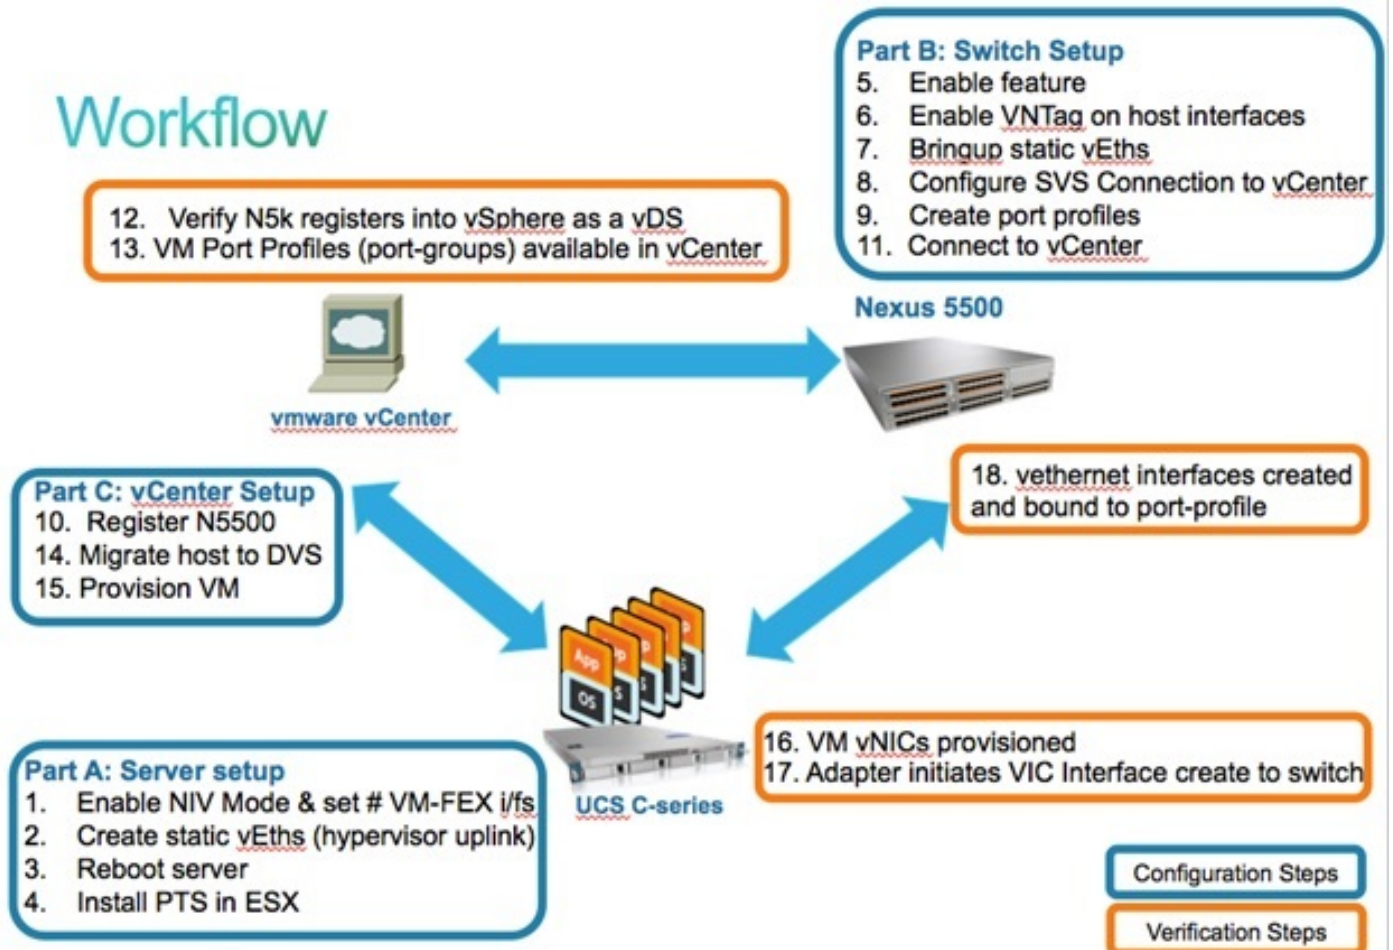 Workflow
Part B: Switch Setup
5. Enable feature
6. Enable VNTag on host interfaces
7. Bringup static vEths
8. Configure SVS Connection to vCenter
9. Create port profiles
11. Connect to vCenter
12. Verify N5k registers into vSphere as a vDS
13. VM Port Profiles (port-groups) available in vCenter
Nexus 5500
vmware vCenter
Part C: vCenter Setup
10. Register N5500
14. Migrate host to DVS
15. Provision VM
18. vethernet interfaces created
and bound to port-profile
App
OS
pp
S
p
S
p
S
p
S
Part A: Server setup
1. Enable NIV Mode & set # VM-FEX i/fs
2. Create static vEths (hypervisor uplink)
3. Reboot server
4. Install PTS in ESX
UCS C-series
16. VM vNICs provisioned
17. Adapter initiates VIC Interface create to switch
Configuration Steps
Verification Steps